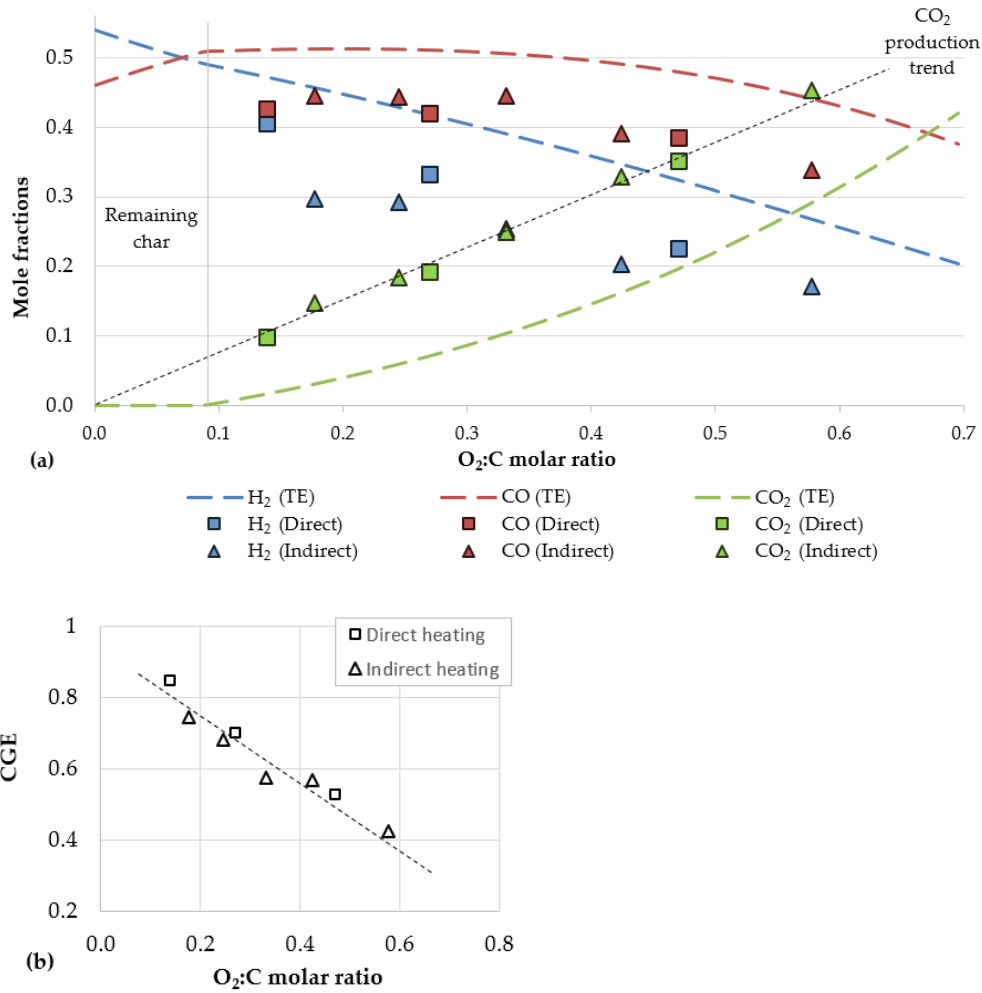 CO2
production
trend
0.5
0.4
0.3
0.2
0.1
0.0
Mole fractions
Remaining
char
0.0 0.1 0.2 0.3 0.4 0.5 0.6 0.7
(a)
O2:C molar ratio
H2 (TE) CO (TE) CO2 (TE)
H2 (Direct) CO (Direct) CO2 (Direct)
H2 (Indirect) CO (Indirect) CO2 (Indirect)
1
0.8
0.6
0.4
0.2
CGE
Direct heating
Indirect heating
0.0 0.2 0.4 0.6 0.8
(b)
O2:C molar ratio